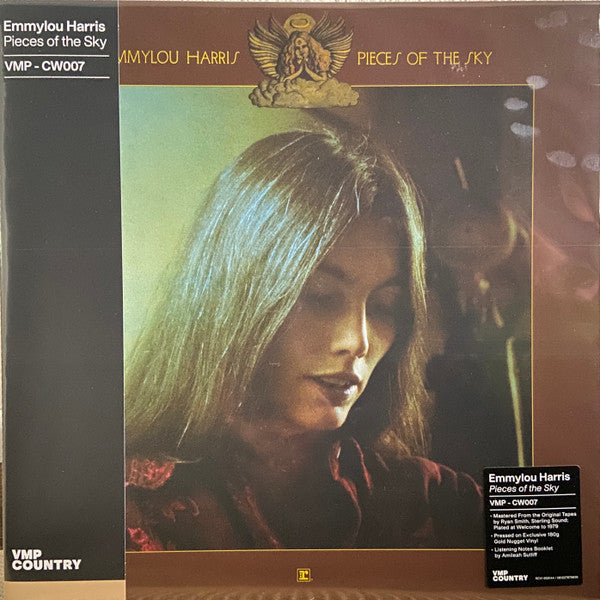 Emmylou Harris
Pieces of the Sky
VMP - CW007
MMYLOU HARRIS
PIECES OF THE SKY
Emmylou Harris
Pieces of the Sky
VMP - CW007
• Mastered From the Original Tapes
by Ryan Smith, Sterling Sound;
Plated at Welcome to 1979
• Pressed on Exclusive 180g
Gold Nugget Vinyl
• Listening Notes Booklet
by Amileah Sutliff
VMP
COUNTRY
VMP
COUNTRY